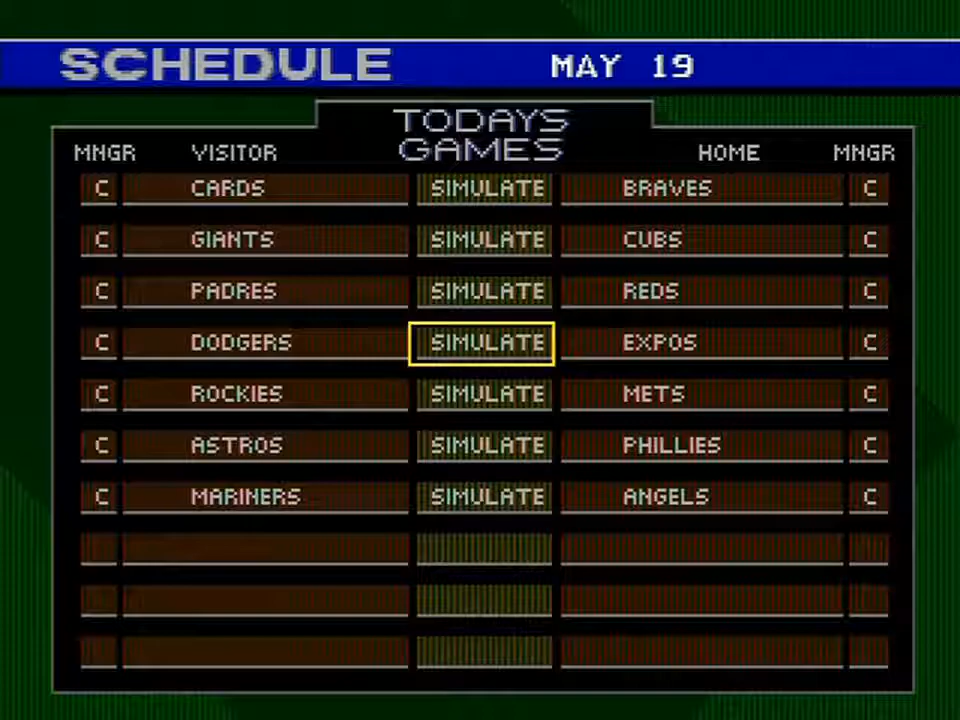 SCHEDULE MAY 19
TODAYS
GAMES
MNGR VISITOR HOME MNGR
C CARDS SIMULATE BRAVES C
C GIANTS SIMULATE CUBS C
C PADRES SIMULATE REDS C
C DODGERS SIMULATE EXPOS C
C ROCKIES SIMULATE METS C
C ASTROS SIMULATE PHILLIES C
C MARINERS SIMULATE ANGELS C